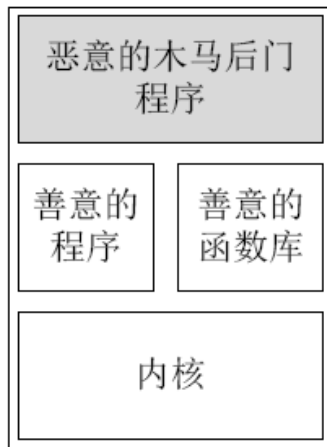 恶意的木马后门
程序
善意的
程序
善意的
函数库
内核